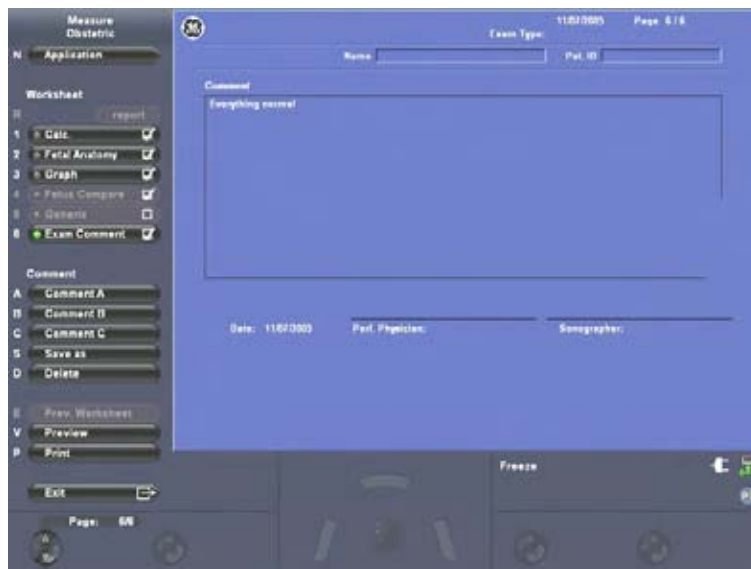 Measure
Obstetric
N Application
Worksheet
R report
1 Calc. 
2 Fetal Anatomy
3 Graph
4 Fetus Compare
5 Generic
6 Exam Comment
Comment
A Comment A
B Comment B
C Comment C
S Save as
D Delete
E Prev. Worksheet
V Preview
P Print
Exit
Page: 6/6
GE
11/07/2005 Page 6/6
Exam Type:
Name Pat. ID
Comment
Everything normal
Date: 11/07/2005 Perf. Physician: Sonographer:
Freeze